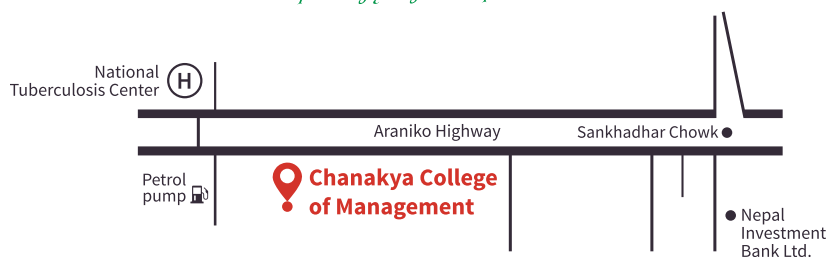 National
Tuberculosis Center
H
Araniko Highway
Sankhadhar Chowk
Petrol
pump
Chanakya College
of Management
Nepal
Investment
Bank Ltd.